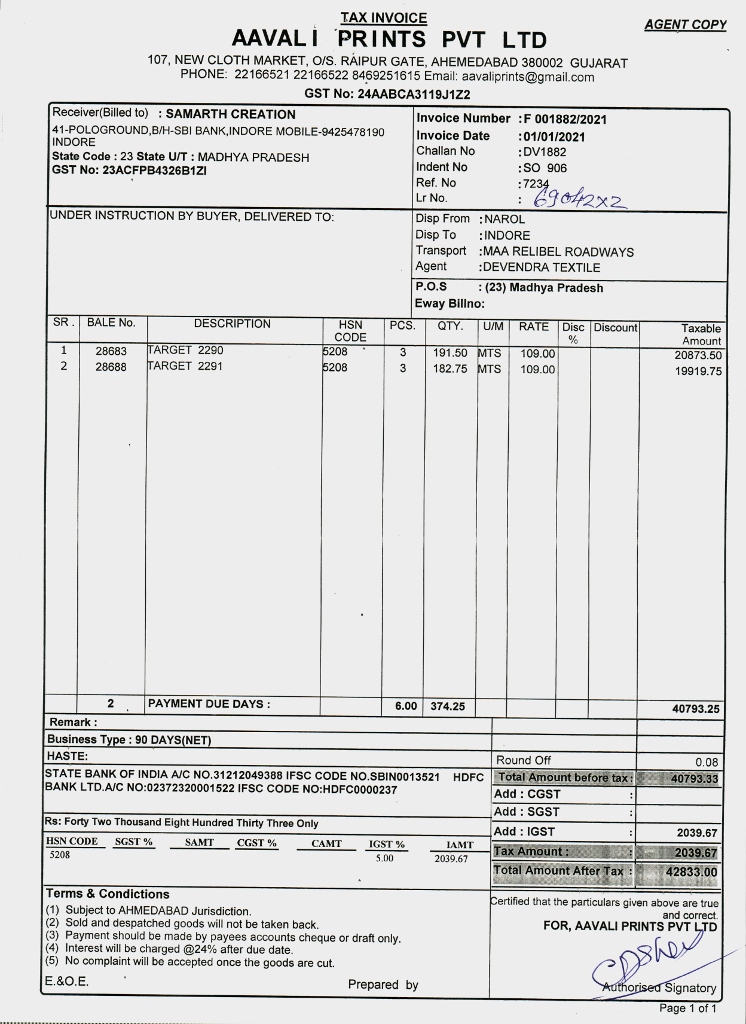 TAX INVOICE
AGENT COPY
AAVALI PRINTS PVT LTD
107, NEW CLOTH MARKET, O/S. RAIPUR GATE, AHEMEDABAD 380002 GUJARAT
PHONE: 22166521 22166522 8469251615 Email: aavaliprints@gmail.com
GST No: 24AABCA3119J1Z2
Receiver(Billed to) : SAMARTH CREATION
41-POLOGROUND,B/H-SBI BANK,INDORE MOBILE-9425478190
INDORE
State Code : 23 State U/T : MADHYA PRADESH
GST No: 23ACFPB4326B1ZI
Invoice Number : F 001882/2021
Invoice Date : 01/01/2021
Challan No : DV1882
Indent No : SO 906
Ref. No : 7234
Lr No. : 69042x2
UNDER INSTRUCTION BY BUYER, DELIVERED TO:
Disp From : NAROL
Disp To : INDORE
Transport : MAA RELIBEL ROADWAYS
Agent : DEVENDRA TEXTILE
P.O.S : (23) Madhya Pradesh
Eway Billno:
SR. BALE No. DESCRIPTION HSN CODE PCS. QTY. U/M RATE Disc % Discount Taxable Amount
1 28683 TARGET 2290 5208 3 191.50 MTS 109.00 20873.50
2 28688 TARGET 2291 5208 3 182.75 MTS 109.00 19919.75
2 PAYMENT DUE DAYS : 6.00 374.25 40793.25
Remark :
Business Type : 90 DAYS(NET)
HASTE:
STATE BANK OF INDIA A/C NO.31212049388 IFSC CODE NO.SBIN0013521 HDFC
BANK LTD.A/C NO:02372320001522 IFSC CODE NO:HDFC0000237
Rs: Forty Two Thousand Eight Hundred Thirty Three Only
HSN CODE SGST % SAMT CGST % CAMT IGST % IAMT
5208 5.00 2039.67
Round Off 0.08
Total Amount before tax: 40793.33
Add : CGST :
Add : SGST :
Add : IGST : 2039.67
Tax Amount : 2039.67
Total Amount After Tax : 42833.00
Terms & Conditions
(1) Subject to AHMEDABAD Jurisdiction.
(2) Sold and despatched goods will not be taken back.
(3) Payment should be made by payees accounts cheque or draft only.
(4) Interest will be charged @24% after due date.
(5) No complaint will be accepted once the goods are cut.
E.&O.E. Prepared by
Certified that the particulars given above are true
and correct.
FOR, AAVALI PRINTS PVT LTD
Authorised Signatory
Page 1 of 1